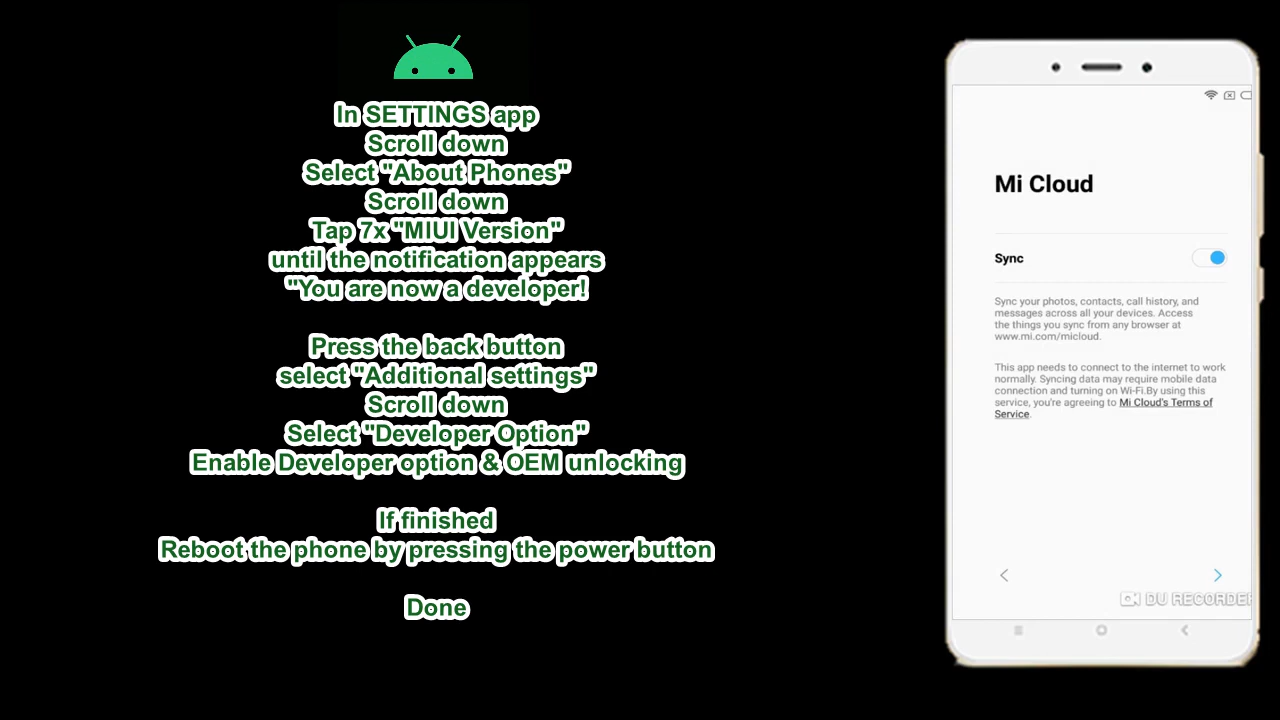 In SETTINGS app
Scroll down
Select "About Phones"
Scroll down
Tap 7x "MIUI Version"
until the notification appears
"You are now a developer!
Press the back button
select "Additional settings"
Scroll down
Select "Developer Option"
Enable Developer option & OEM unlocking
If finished
Reboot the phone by pressing the power button
Done
Mi Cloud
Sync
Sync your photos, contacts, call history, and
messages across all your devices. Access
the things you sync from any browser at
www.mi.com/micloud.
This app needs to connect to the internet to work
normally. Syncing data may require mobile data
connection and turning on Wi-Fi.By using this
service, you're agreeing to Mi Cloud's Terms of
Service.
DU RECORDER